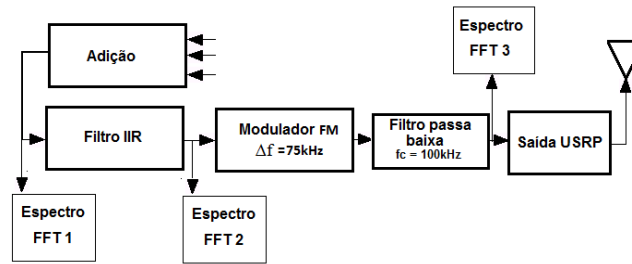 Espectro
FFT 3
Adição
Filtro IIR
Modulador FM
Δf =75kHz
Filtro passa
baixa
fc = 100kHz
Saída USRP
Espectro
FFT 1
Espectro
FFT 2